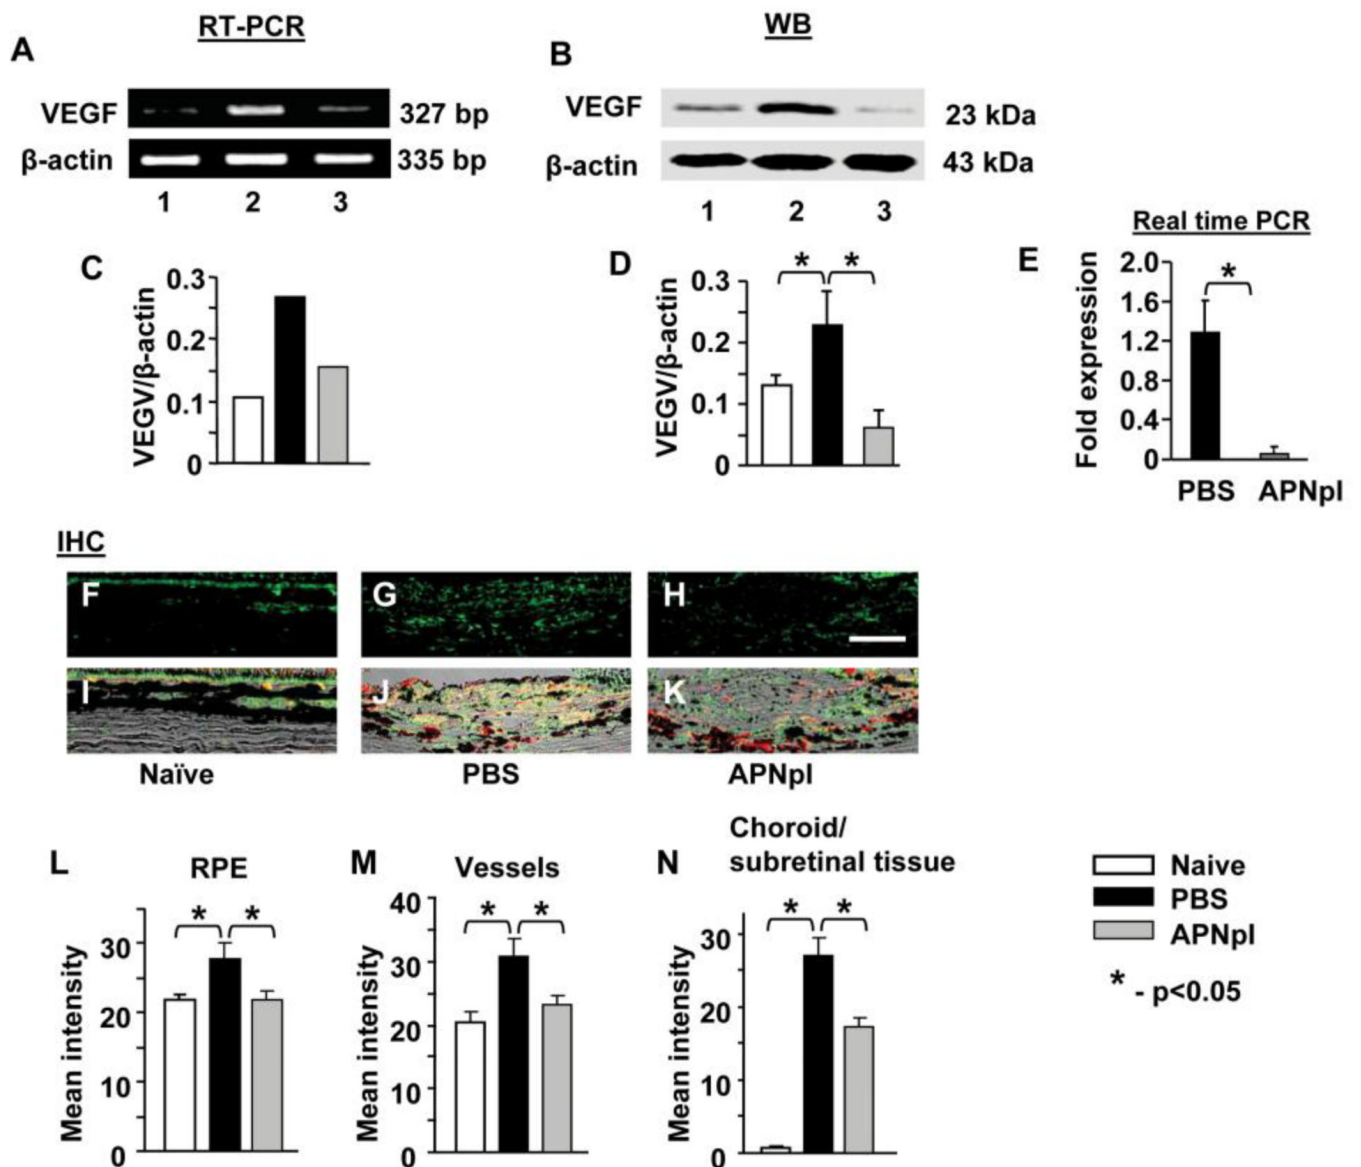 RT-PCR
WB
A
B
VEGF
327 bp
VEGF
23 kDa
β-actin
335 bp
β-actin
43 kDa
1 2 3
1 2 3
Real time PCR
C
D
E
0.3
0.2
0.1
0
VEGV/β-actin
* *
0.3
0.2
0.1
0
VEGV/β-actin
*
2.0
1.6
1.2
0.8
0.4
0
Fold expression
PBS APNpl
IHC
F G H
I J K
Naïve PBS APNpl
L RPE
M Vessels
N Choroid/
subretinal tissue
* *
30
20
10
0
Mean intensity
* *
40
30
20
10
0
Mean intensity
* *
30
20
10
0
Mean intensity
Naive
PBS
APNpl
* - p<0.05